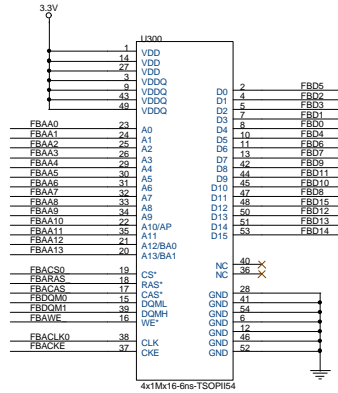 3.3V
U300
1 VDD
14 VDD
27 VDD
3 VDDQ
9 VDDQ
43 VDDQ
49 VDDQ
FBAA0 23 A0
FBAA1 24 A1
FBAA2 25 A2
FBAA3 26 A3
FBAA4 29 A4
FBAA5 30 A5
FBAA6 31 A6
FBAA7 32 A7
FBAA8 33 A8
FBAA9 34 A9
FBAA10 22 A10/AP
FBAA11 35 A11
FBAA12 21 A12/BA0
FBAA13 20 A13/BA1
FBACS0 19 CS*
FBARAS_ 18 RAS*
FBACAS_ 17 CAS*
FBDQM0 15 DQML
FBDQM1 39 DQMH
FBAWE_ 16 WE*
FBACLK0 38 CLK
FBACKE 37 CKE
D0 2 FBD5
D1 4 FBD2
D2 5 FBD3
D3 7 FBD1
D4 8 FBD0
D5 10 FBD4
D6 11 FBD6
D7 13 FBD7
D8 42 FBD9
D9 44 FBD11
D10 45 FBD10
D11 47 FBD8
D12 48 FBD15
D13 50 FBD12
D14 51 FBD13
D15 53 FBD14
NC 40
NC 36
GND 28
GND 41
GND 54
GND 6
GND 12
GND 46
GND 52
4x1Mx16-6ns-TSOPII54